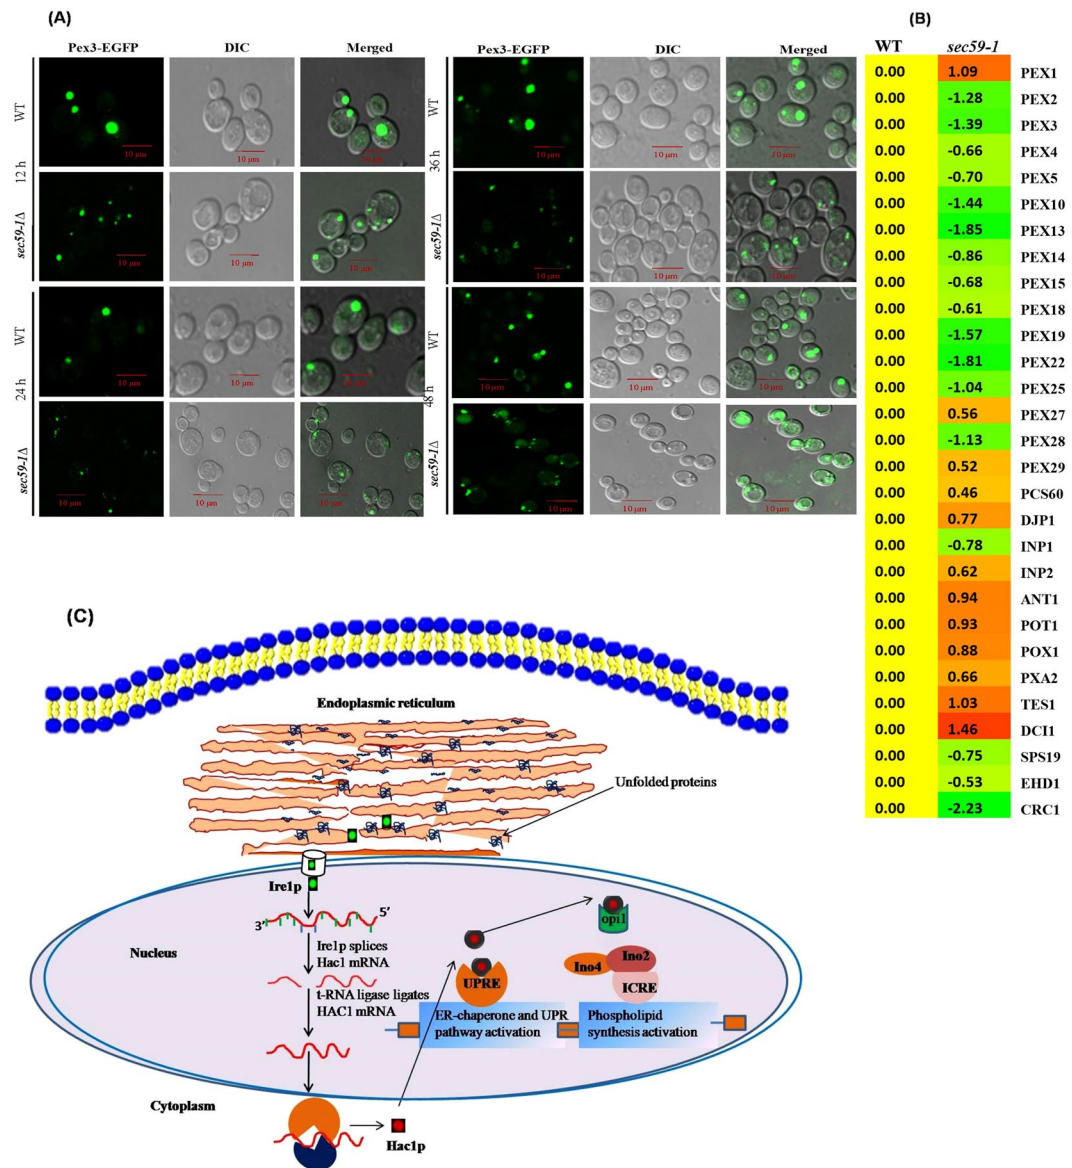 (A)
Pex3-EGFP DIC Merged
WT
12 h
sec59-1Δ
10 µm 10 µm 10 µm
10 µm 10 µm 10 µm
WT
24 h
sec59-1Δ
10 µm 10 µm 10 µm
10 µm 10 µm 10 µm
Pex3-EGFP DIC Merged
WT
36 h
sec59-1Δ
10 µm 10 µm 10 µm
10 µm 10 µm 10 µm
WT
48 h
sec59-1Δ
10 µm 10 µm 10 µm
10 µm 10 µm 10 µm
(B)
WT sec59-1
0.00 1.09 PEX1
0.00 -1.28 PEX2
0.00 -1.39 PEX3
0.00 -0.66 PEX4
0.00 -0.70 PEX5
0.00 -1.44 PEX10
0.00 -1.85 PEX13
0.00 -0.86 PEX14
0.00 -0.68 PEX15
0.00 -0.61 PEX18
0.00 -1.57 PEX19
0.00 -1.81 PEX22
0.00 -1.04 PEX25
0.00 0.56 PEX27
0.00 -1.13 PEX28
0.00 0.52 PEX29
0.00 0.46 PCS60
0.00 0.77 DJP1
0.00 -0.78 INP1
0.00 0.62 INP2
0.00 0.94 ANT1
0.00 0.93 POT1
0.00 0.88 POX1
0.00 0.66 PXA2
0.00 1.03 TES1
0.00 1.46 DCI1
0.00 -0.75 SPS19
0.00 -0.53 EHD1
0.00 -2.23 CRC1
(C)
Endoplasmic reticulum
Unfolded proteins
Ire1p
3' 5'
Nucleus
Ire1p splices
Hac1 mRNA
t-RNA ligase ligates
HAC1 mRNA
opi1
UPRE
Ino4 Ino2
ICRE
ER-chaperone and UPR
pathway activation
Phospholipid
synthesis activation
Cytoplasm
Hac1p